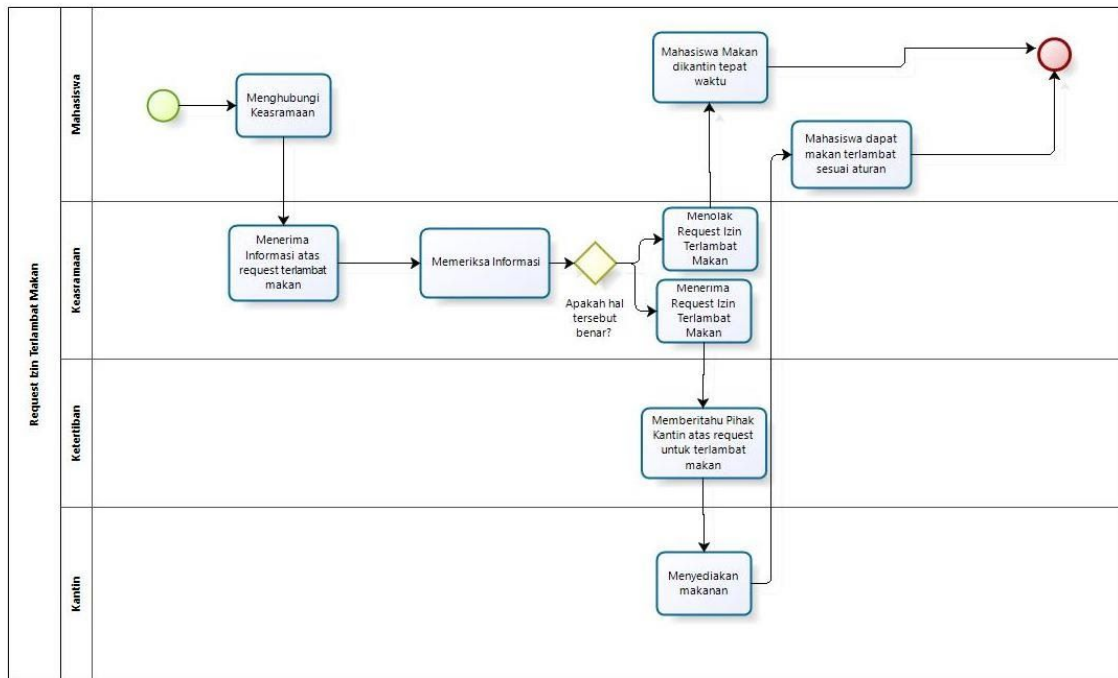 Request Izin Terlambat Makan
Mahasiswa
Menghubungi
Keasramaan
Mahasiswa Makan
dikantin tepat
waktu
Mahasiswa dapat
makan terlambat
sesuai aturan
Keasramaan
Menerima
Informasi atas
request terlambat
makan
Memeriksa Informasi
Apakah hal
tersebut
benar?
Menolak
Request Izin
Terlambat
Makan
Menerima
Request Izin
Terlambat
Makan
Ketertiban
Memberitahu Pihak
Kantin atas request
untuk terlambat
makan
Kantin
Menyediakan
makanan